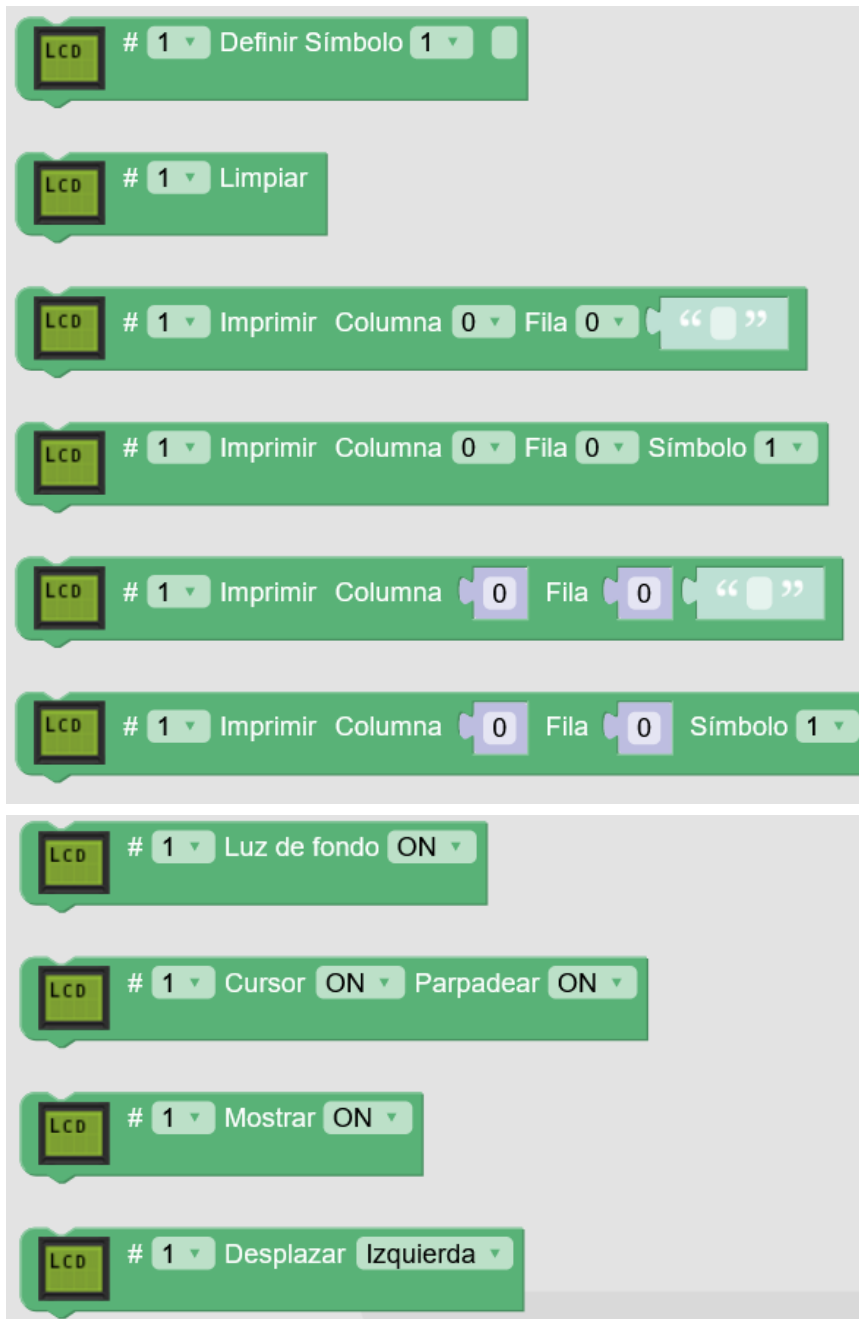 LCD # 1 Definir Símbolo 1
LCD # 1 Limpiar
LCD # 1 Imprimir Columna 0 Fila 0 “ ”
LCD # 1 Imprimir Columna 0 Fila 0 Símbolo 1
LCD # 1 Imprimir Columna 0 Fila 0 “ ”
LCD # 1 Imprimir Columna 0 Fila 0 Símbolo 1
LCD # 1 Luz de fondo ON
LCD # 1 Cursor ON Parpadear ON
LCD # 1 Mostrar ON
LCD # 1 Desplazar Izquierda